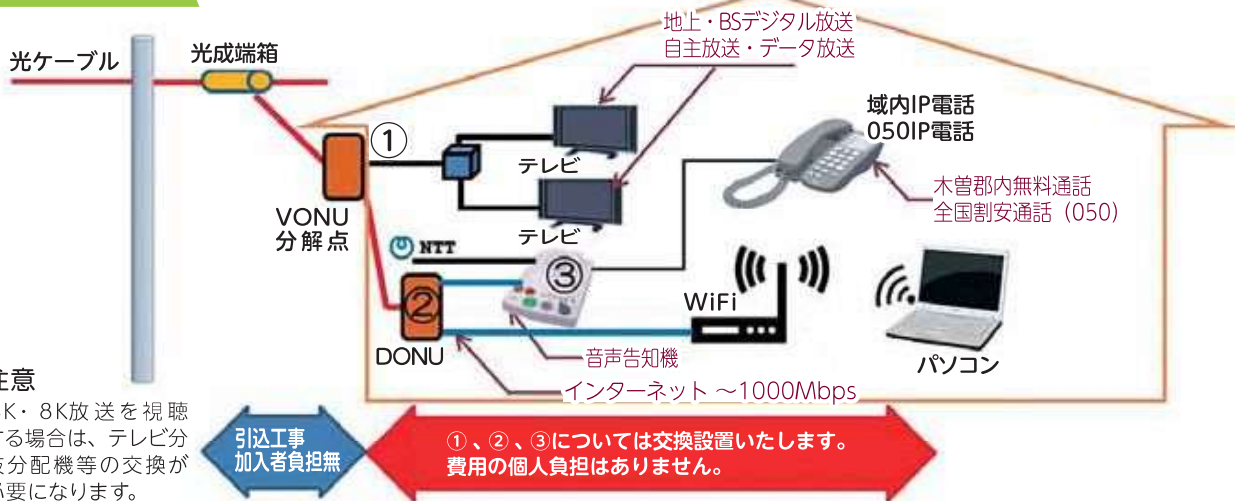 光ケーブル
光成端箱
地上・BSデジタル放送
自主放送・データ放送
域内IP電話
050IP電話
木曽郡内無料通話
全国割安通話(050)
①
テレビ
テレビ
VONU
分解点
NTT
③
②
DONU
WiFi
パソコン
音声告知機
インターネット ~1000Mbps
注意
K・8K放送を視聴
する場合は、テレビ分
分配機等の交換が
必要になります。
引込工事
加入者負担無
①、②、③については交換設置いたします。
費用の個人負担はありません。